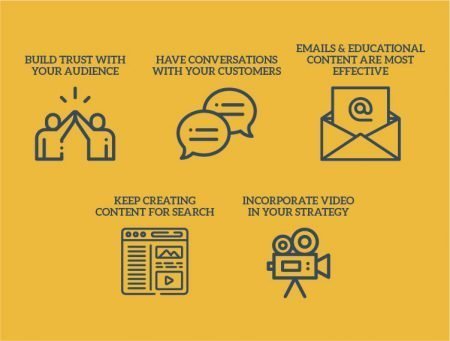 BUILD TRUST WITH
YOUR AUDIENCE
HAVE CONVERSATIONS
WITH YOUR CUSTOMERS
EMAILS & EDUCATIONAL
CONTENT ARE MOST
EFFECTIVE
@
KEEP CREATING
CONTENT FOR SEARCH
INCORPORATE VIDEO
IN YOUR STRATEGY